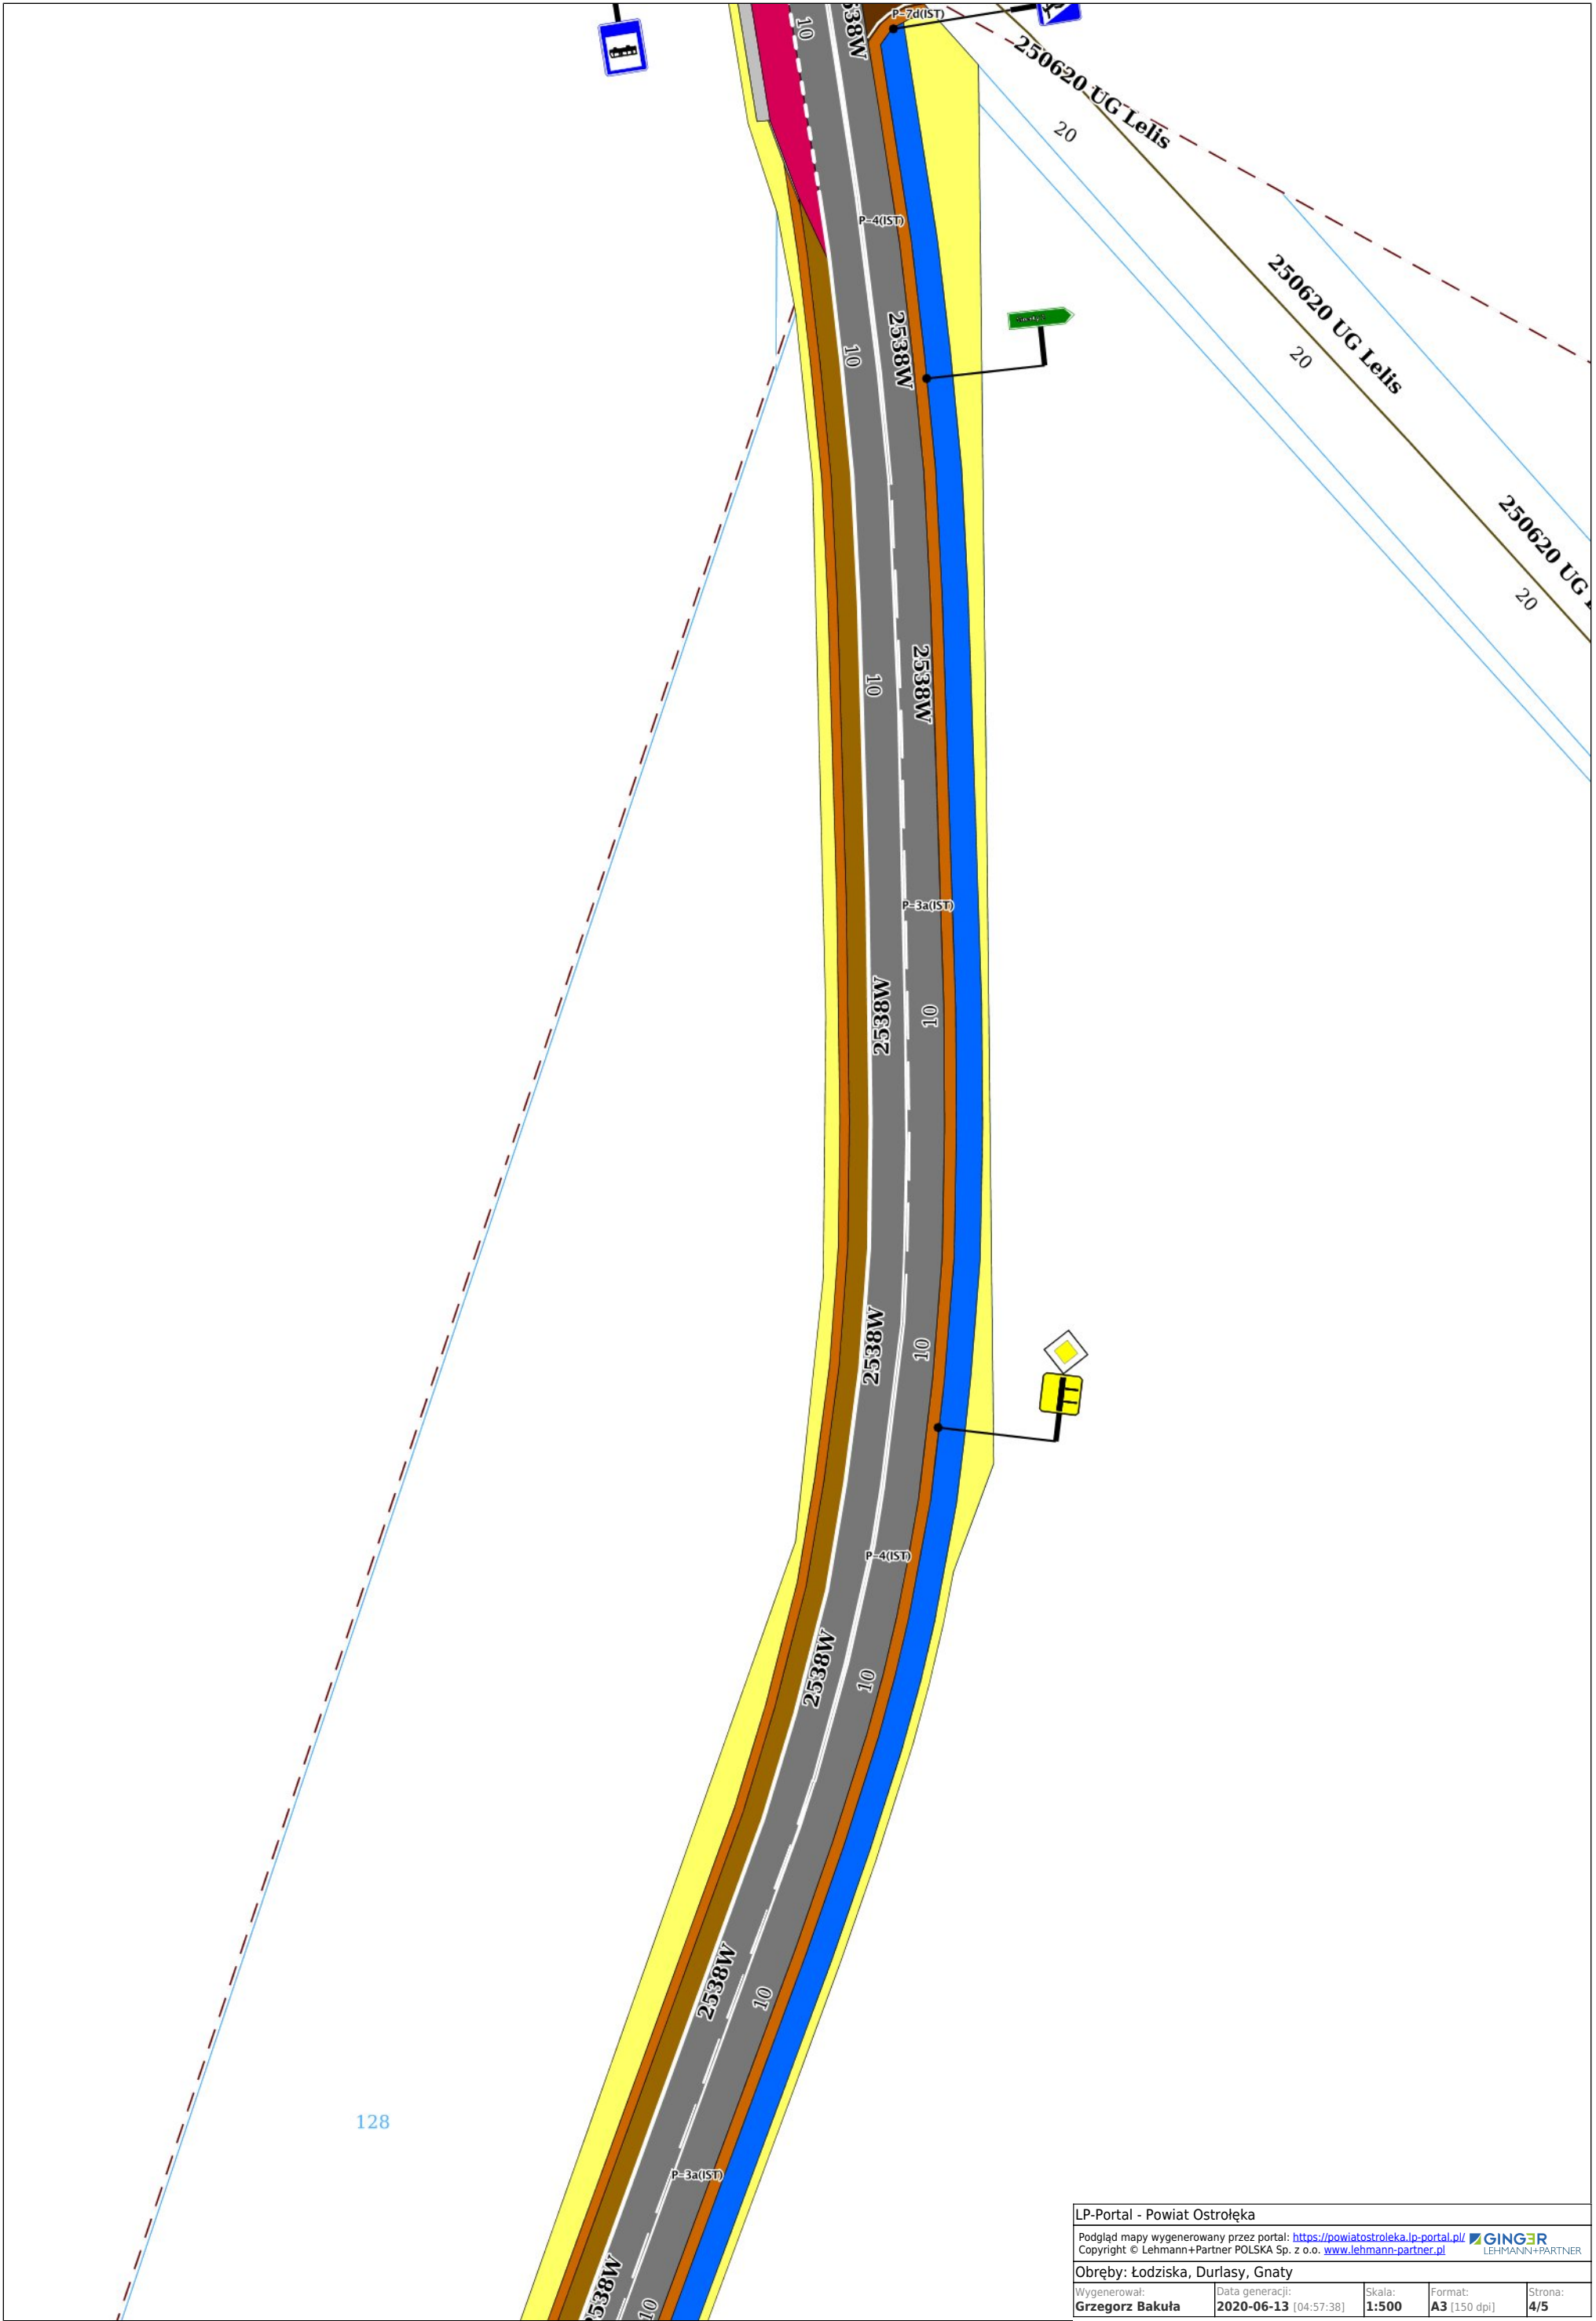 10
538W
P-7d(IST)
250620 UG Lelis
20
P-4(IST)
250620 UG Lelis
20
10
2538W
250620 UG
20
10
2538W
P-3a(IST)
2538W
10
2538W
10
P-4(IST)
2538W
10
2538W
10
128
P-3a(IST)
538W
10
LP-Portal - Powiat Ostrołęka
Podgląd mapy wygenerowany przez portal: https://powiatostroleka.lp-portal.pl/
Copyright © Lehmann+Partner POLSKA Sp. z o.o. www.lehmann-partner.pl
GINGER
LEHMANN+PARTNER
Obręby: Łodziska, Durlasy, Gnaty
Wygenerował: Data generacji: Skala: Format: Strona:
Grzegorz Bakuła 2020-06-13 [04:57:38] 1:500 A3 [150 dpi] 4/5